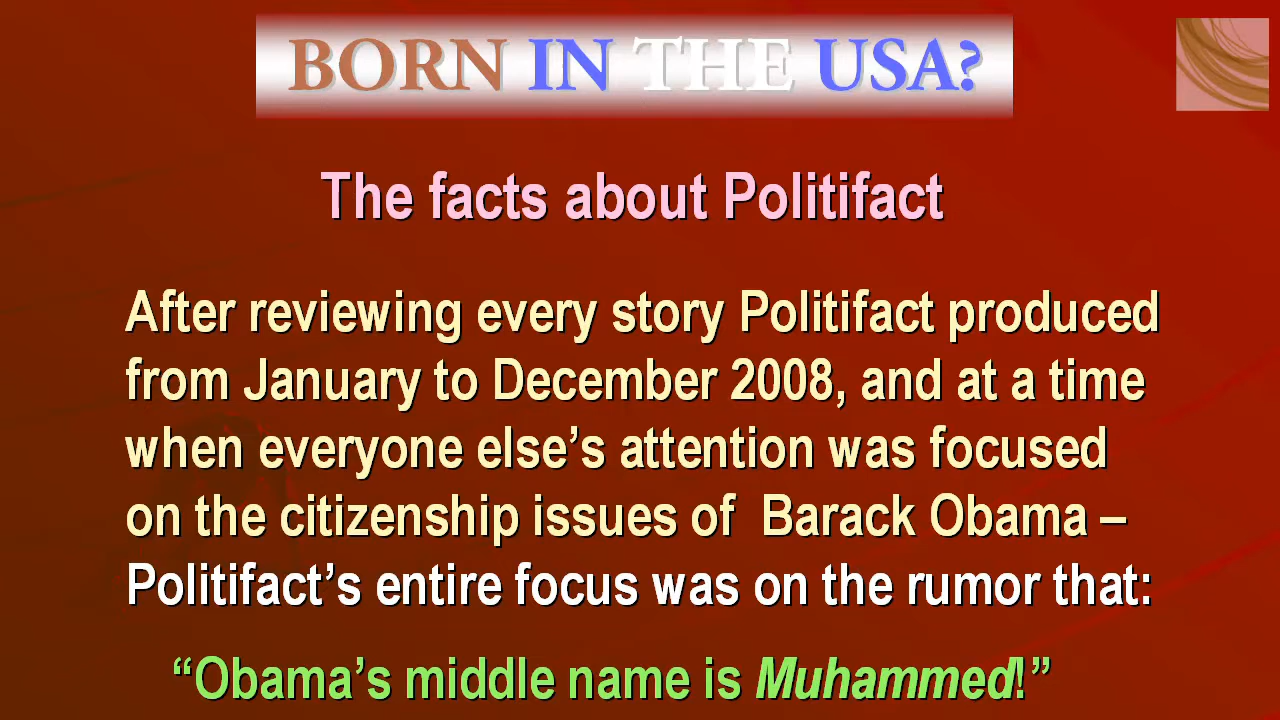 BORN IN THE USA?
The facts about Politifact
After reviewing every story Politifact produced
from January to December 2008, and at a time
when everyone else’s attention was focused
on the citizenship issues of  Barack Obama –
Politifact’s entire focus was on the rumor that:
“Obama’s middle name is Muhammed!”